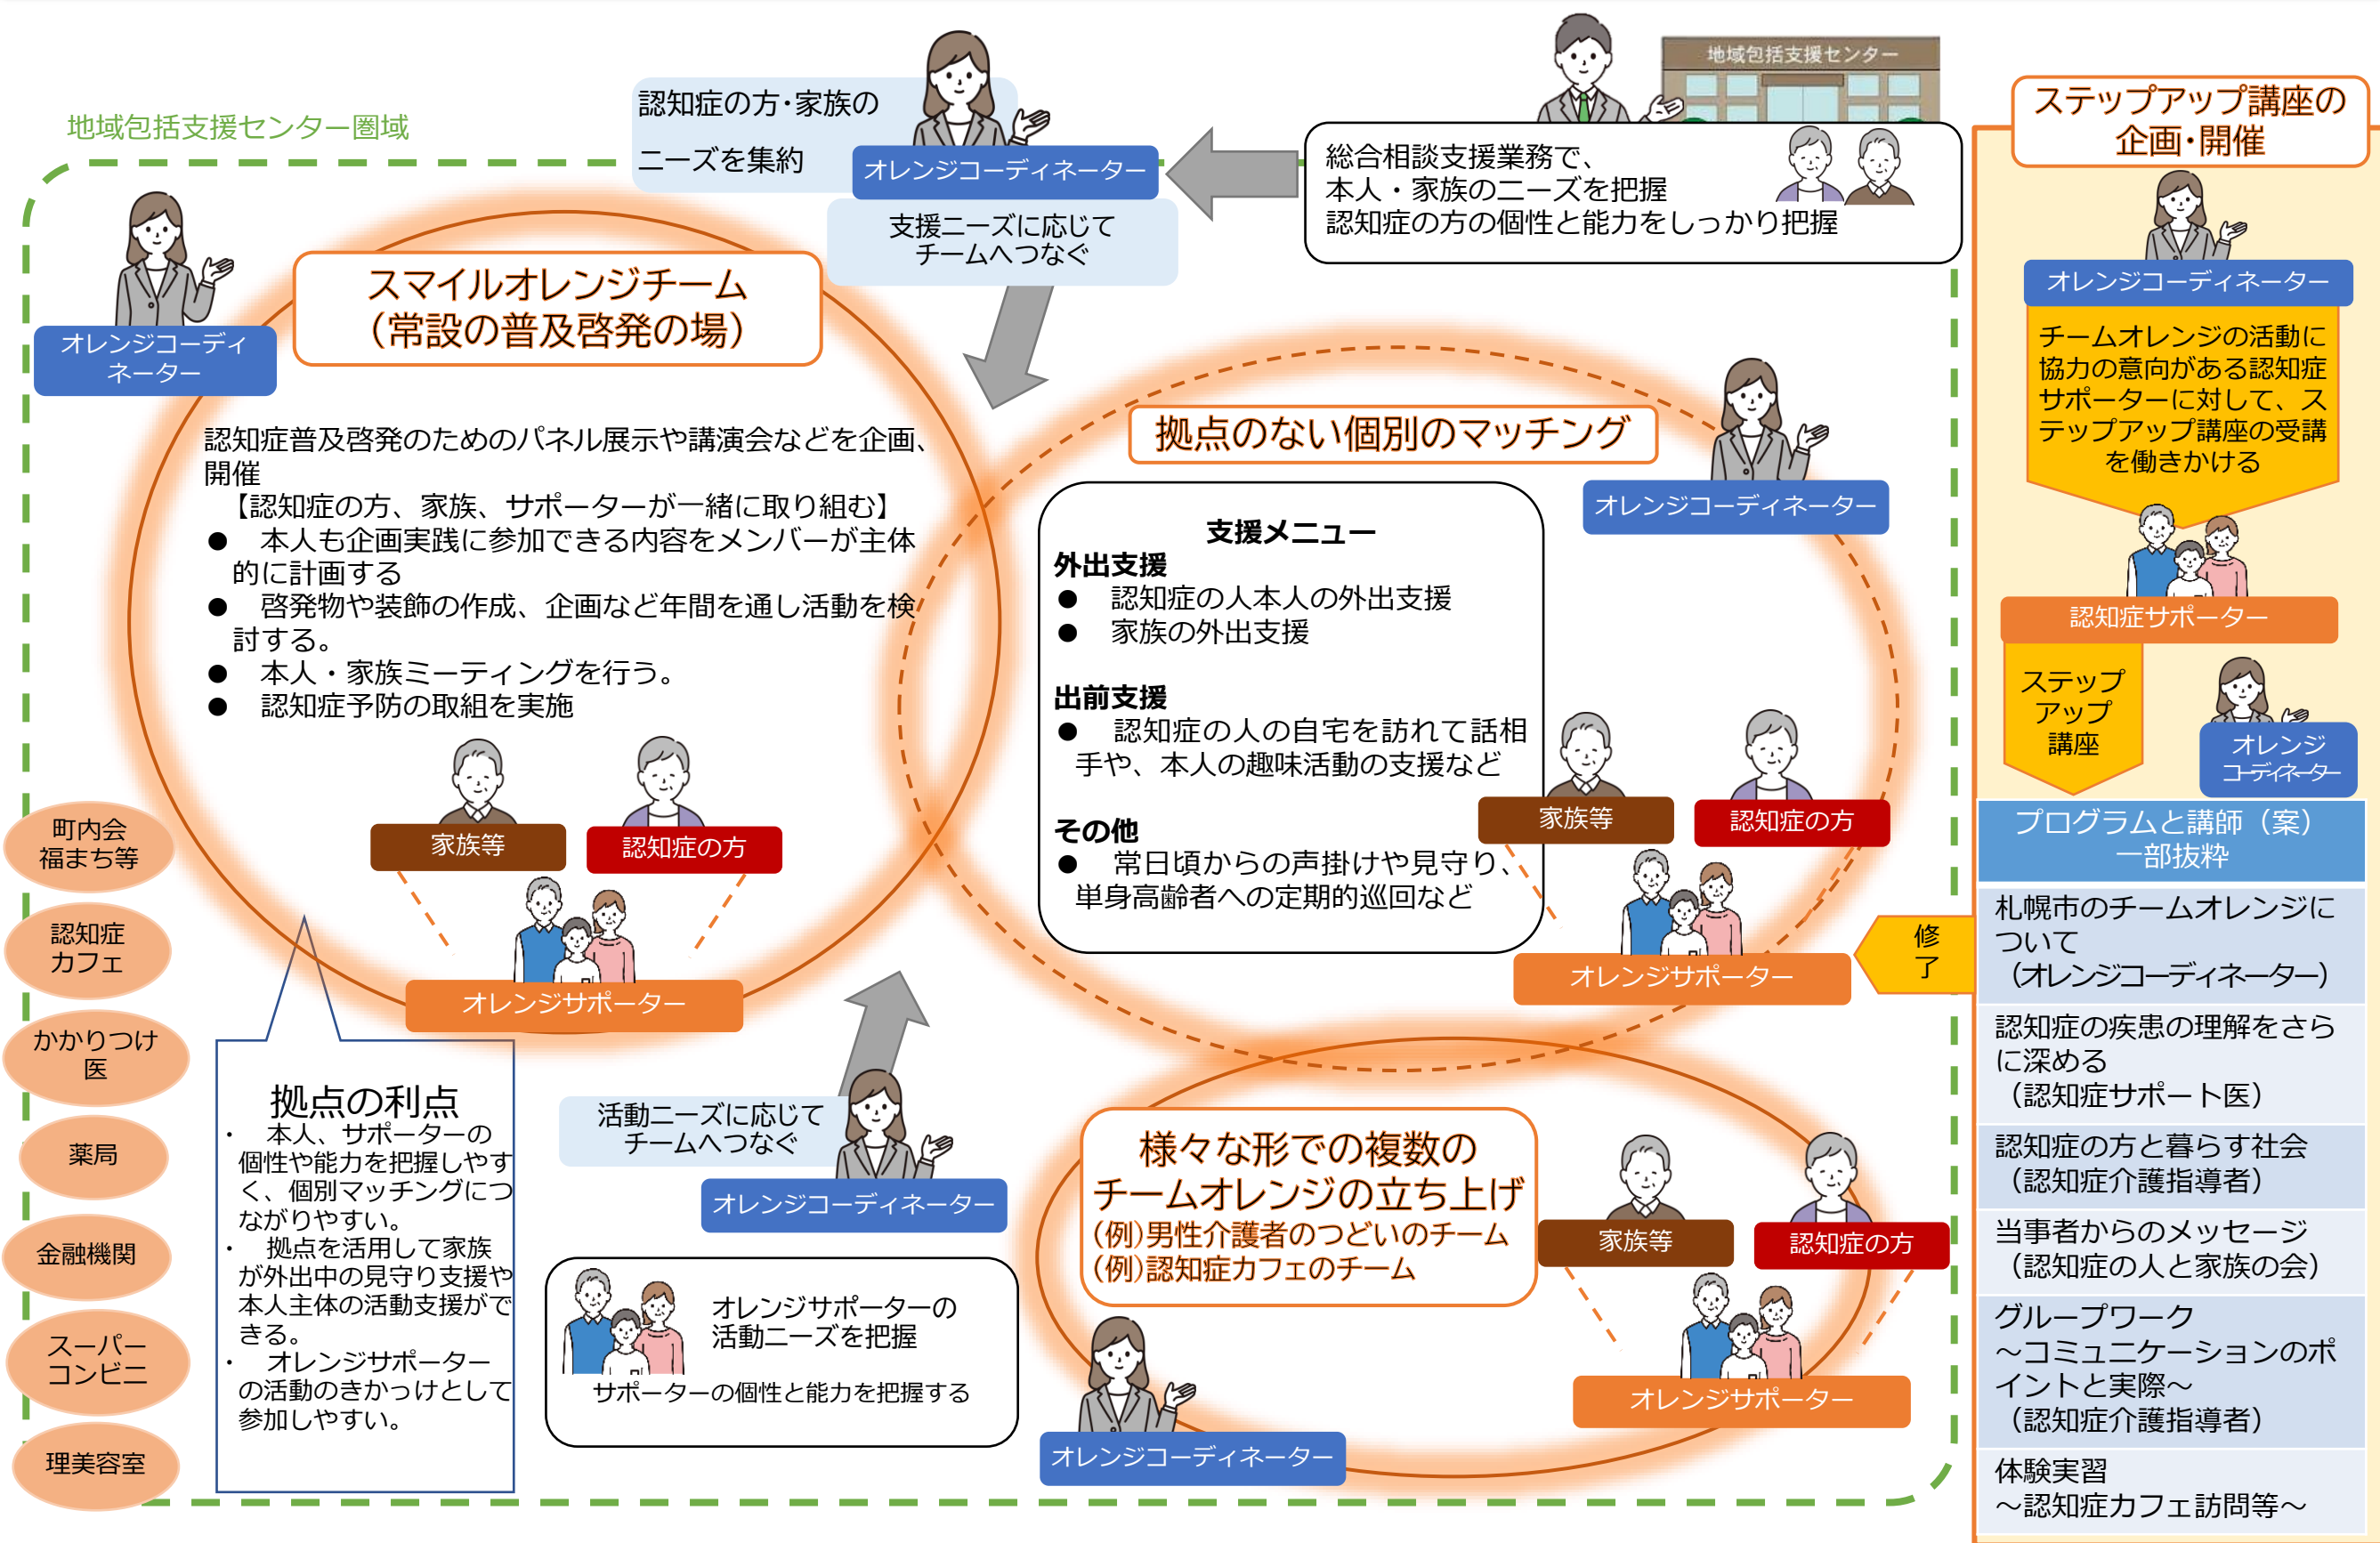 地域包括支援センター圏域
認知症の方・家族の
ニーズを集約
オレンジコーディネーター
支援ニーズに応じて
チームへつなぐ
地域包括支援センター
総合相談支援業務で、
本人・家族のニーズを把握
認知症の方の個性と能力をしっかり把握
オレンジコーディ
ネーター
スマイルオレンジチーム
（常設の普及啓発の場）
認知症普及啓発のためのパネル展示や講演会などを企画、
開催
【認知症の方、家族、サポーターが一緒に取り組む】
● 本人も企画実践に参加できる内容をメンバーが主体
的に計画する
● 啓発物や装飾の作成、企画など年間を通し活動を検
討する。
● 本人・家族ミーティングを行う。
● 認知症予防の取組を実施
家族等
認知症の方
オレンジサポーター
拠点のない個別のマッチング
オレンジコーディネーター
支援メニュー
外出支援
● 認知症の人本人の外出支援
● 家族の外出支援
出前支援
● 認知症の人の自宅を訪れて話相
手や、本人の趣味活動の支援など
その他
● 常日頃からの声掛けや見守り、
単身高齢者への定期的巡回など
家族等
認知症の方
オレンジサポーター
町内会
福まち等
認知症
カフェ
かかりつけ
医
薬局
金融機関
スーパー
コンビニ
理美容室
拠点の利点
・ 本人、サポーターの
個性や能力を把握しやす
く、個別マッチングにつ
ながりやすい。
・ 拠点を活用して家族
が外出中の見守り支援や
本人主体の活動支援がで
きる。
・ オレンジサポーター
の活動のきかっけとして
参加しやすい。
活動ニーズに応じて
チームへつなぐ
オレンジコーディネーター
オレンジサポーターの
活動ニーズを把握
サポーターの個性と能力を把握する
様々な形での複数の
チームオレンジの立ち上げ
(例)男性介護者のつどいのチーム
(例)認知症カフェのチーム
家族等
認知症の方
オレンジサポーター
オレンジコーディネーター
ステップアップ講座の
企画・開催
オレンジコーディネーター
チームオレンジの活動に
協力の意向がある認知症
サポーターに対して、ス
テップアップ講座の受講
を働きかける
認知症サポーター
ステップ
アップ
講座
オレンジ
コーディネーター
修
了
プログラムと講師（案）
一部抜粋
札幌市のチームオレンジに
ついて
（オレンジコーディネーター）
認知症の疾患の理解をさら
に深める
（認知症サポート医）
認知症の方と暮らす社会
（認知症介護指導者）
当事者からのメッセージ
（認知症の人と家族の会）
グループワーク
～コミュニケーションのポ
イントと実際～
（認知症介護指導者）
体験実習
～認知症カフェ訪問等～